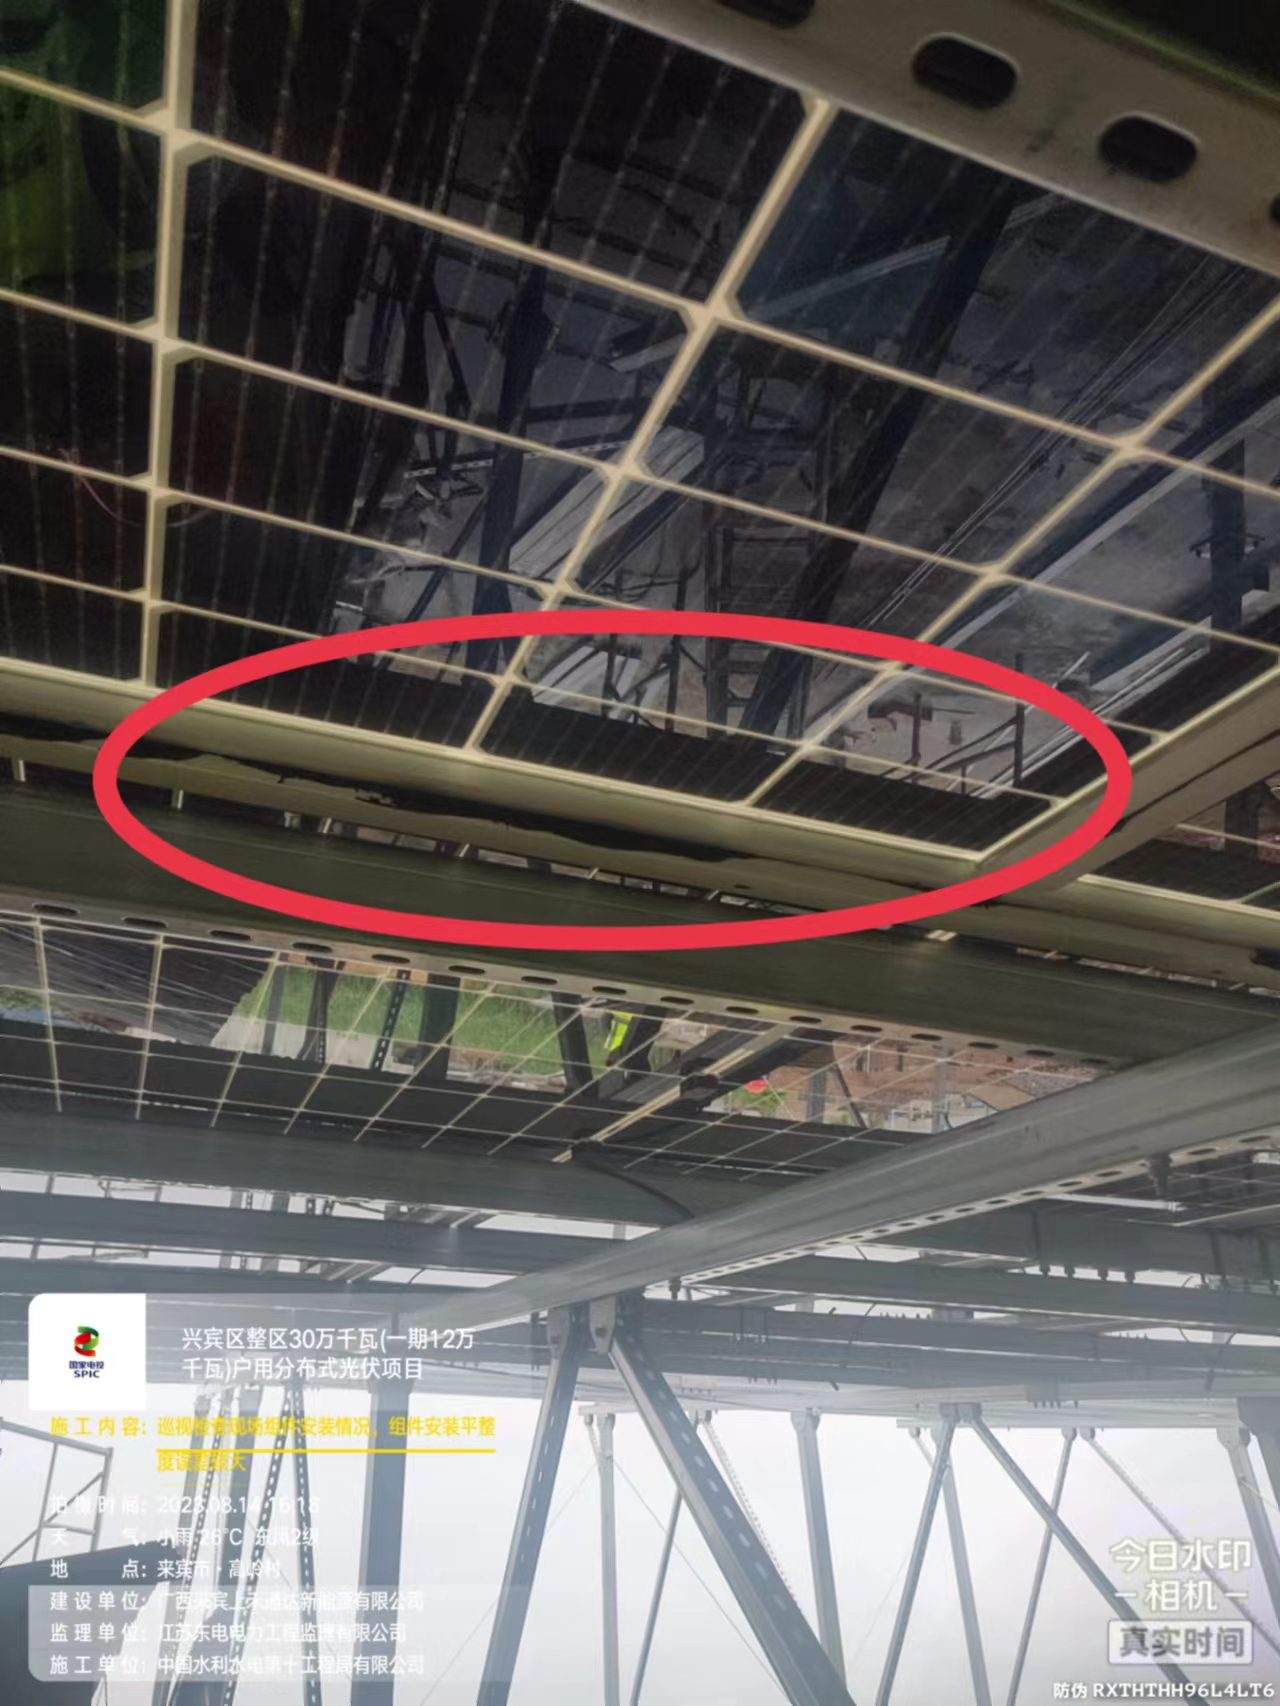 国家电投
SPIC
兴宾区整区30万千瓦(一期12万
千瓦)户用分布式光伏项目
施工内容：巡视检查现场组件安装情况，组件安装平整
度误差较大
拍摄时间：2023.08.14 15:18
天气：小雨 26℃ 东风2级
地点：来宾市·高岭村
建设单位：广西来宾上禾通达新能源有限公司
监理单位：江苏东电电力工程监理有限公司
施工单位：中国水利水电第十工程局有限公司
今日水印
相机
真实时间
防伪 RXTHTHH96L4LT6